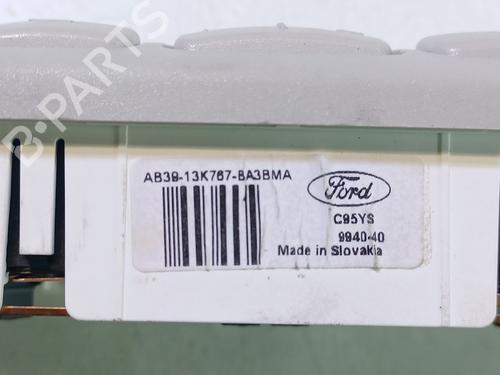 AB39-13K767-BA3BMA
Ford
C95YS
9940-40
Made in Slovakia
B-PARTS